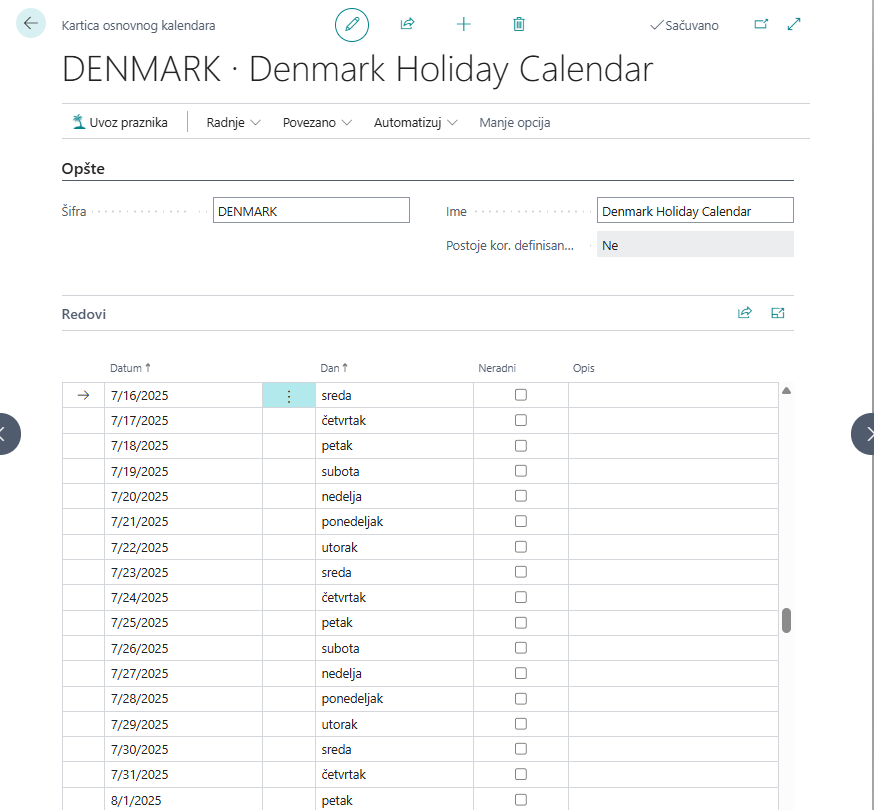 Kartica osnovnog kalendara
Sačuvano
DENMARK · Denmark Holiday Calendar
Uvoz praznika Radnje Povezano Automatizuj Manje opcija
Opšte
Šifra DENMARK Ime Denmark Holiday Calendar
Postoje kor. definisan... Ne
Redovi
Datum ↑ Dan ↑ Neradni Opis
7/16/2025 sreda
7/17/2025 četvrtak
7/18/2025 petak
7/19/2025 subota
7/20/2025 nedelja
7/21/2025 ponedeljak
7/22/2025 utorak
7/23/2025 sreda
7/24/2025 četvrtak
7/25/2025 petak
7/26/2025 subota
7/27/2025 nedelja
7/28/2025 ponedeljak
7/29/2025 utorak
7/30/2025 sreda
7/31/2025 četvrtak
8/1/2025 petak